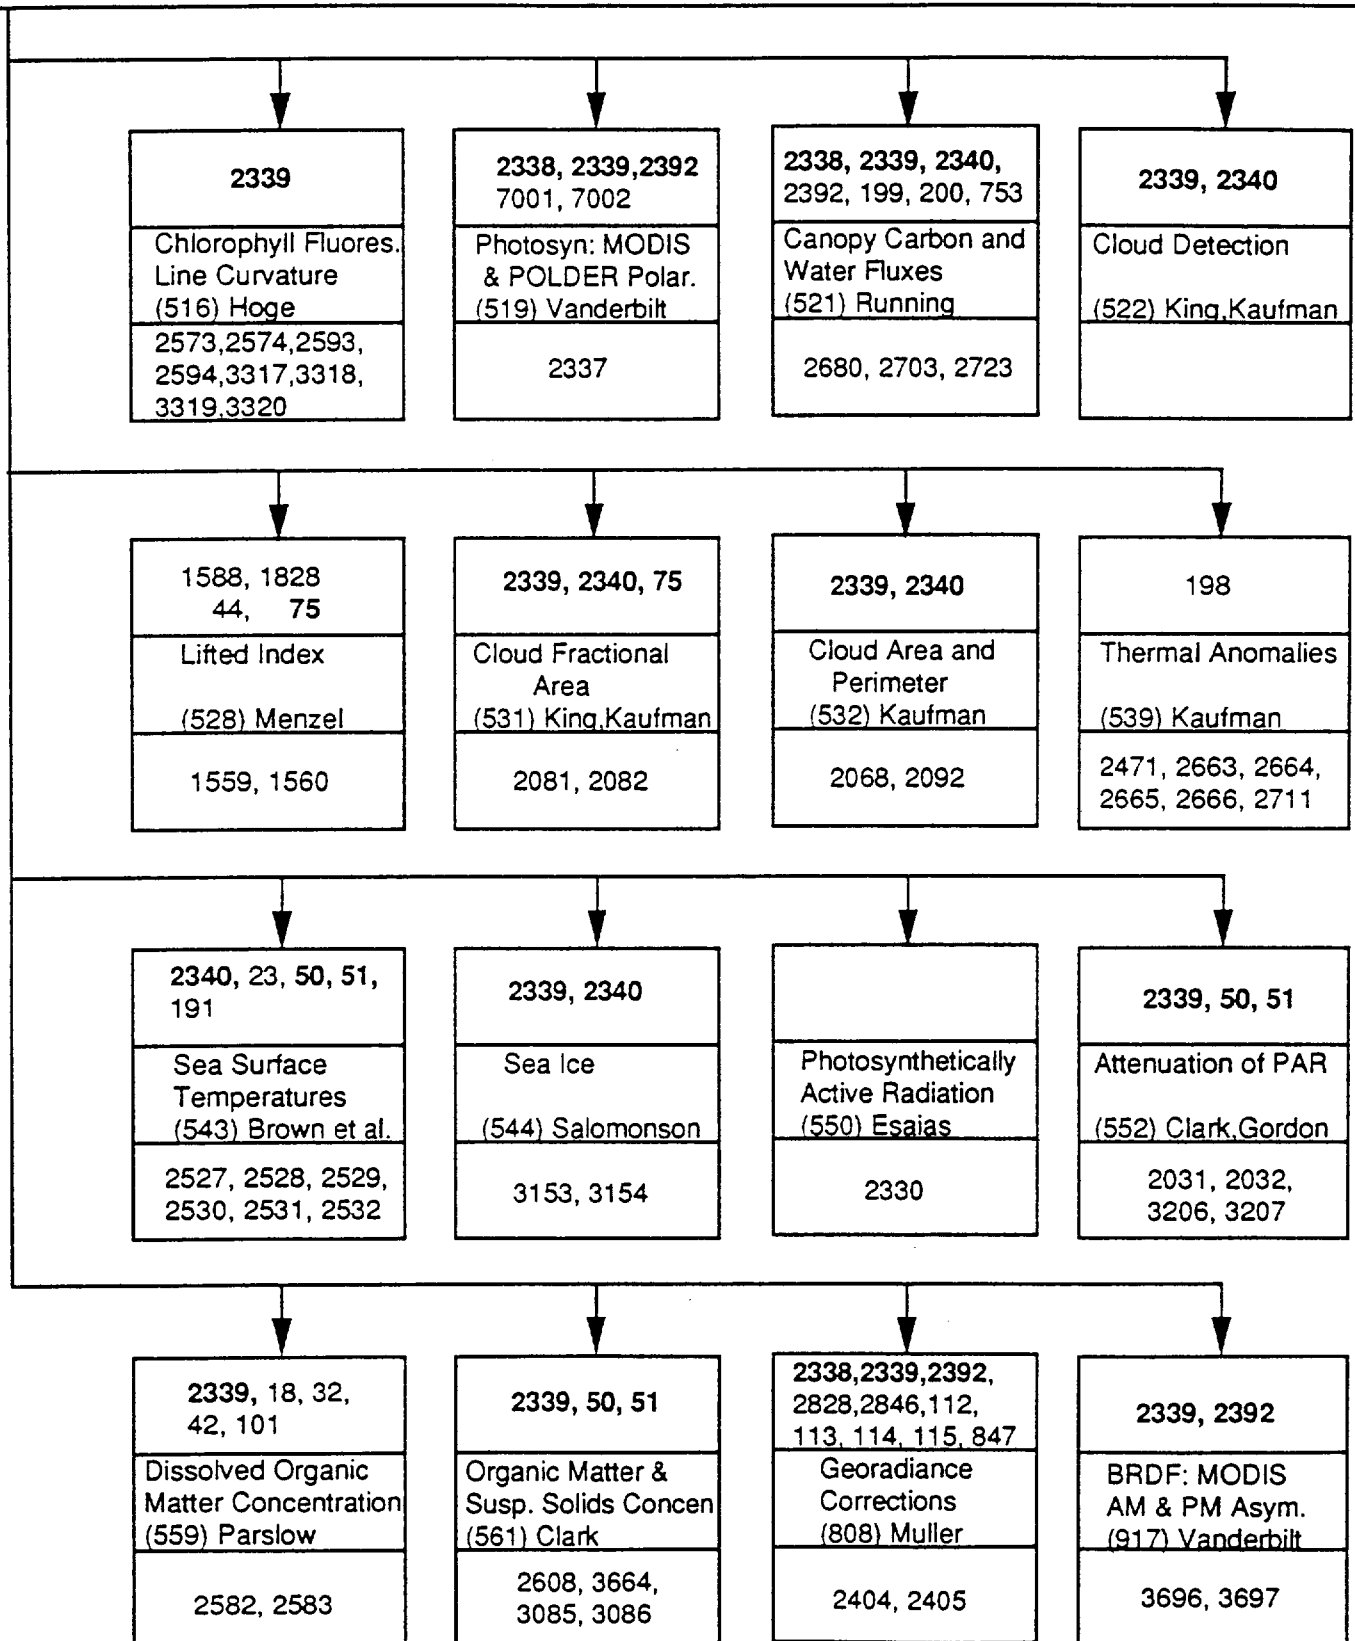 2339
Chlorophyll Fluores.
Line Curvature
(516) Hoge
2573,2574,2593,
2594,3317,3318,
3319,3320
2338, 2339,2392
7001, 7002
Photosyn: MODIS
& POLDER Polar.
(519) Vanderbilt
2337
2338, 2339, 2340,
2392, 199, 200, 753
Canopy Carbon and
Water Fluxes
(521) Running
2680, 2703, 2723
2339, 2340
Cloud Detection
(522) King,Kaufman
1588, 1828
44, 75
Lifted Index
(528) Menzel
1559, 1560
2339, 2340, 75
Cloud Fractional
Area
(531) King,Kaufman
2081, 2082
2339, 2340
Cloud Area and
Perimeter
(532) Kaufman
2068, 2092
198
Thermal Anomalies
(539) Kaufman
2471, 2663, 2664,
2665, 2666, 2711
2340, 23, 50, 51,
191
Sea Surface
Temperatures
(543) Brown et al.
2527, 2528, 2529,
2530, 2531, 2532
2339, 2340
Sea Ice
(544) Salomonson
3153, 3154
Photosynthetically
Active Radiation
(550) Esaias
2330
2339, 50, 51
Attenuation of PAR
(552) Clark,Gordon
2031, 2032,
3206, 3207
2339, 18, 32,
42, 101
Dissolved Organic
Matter Concentration
(559) Parslow
2582, 2583
2339, 50, 51
Organic Matter &
Susp. Solids Concen
(561) Clark
2608, 3664,
3085, 3086
2338,2339,2392,
2828,2846,112,
113, 114, 115, 847
Georadiance
Corrections
(808) Muller
2404, 2405
2339, 2392
BRDF: MODIS
AM & PM Asym.
(917) Vanderbilt
3696, 3697